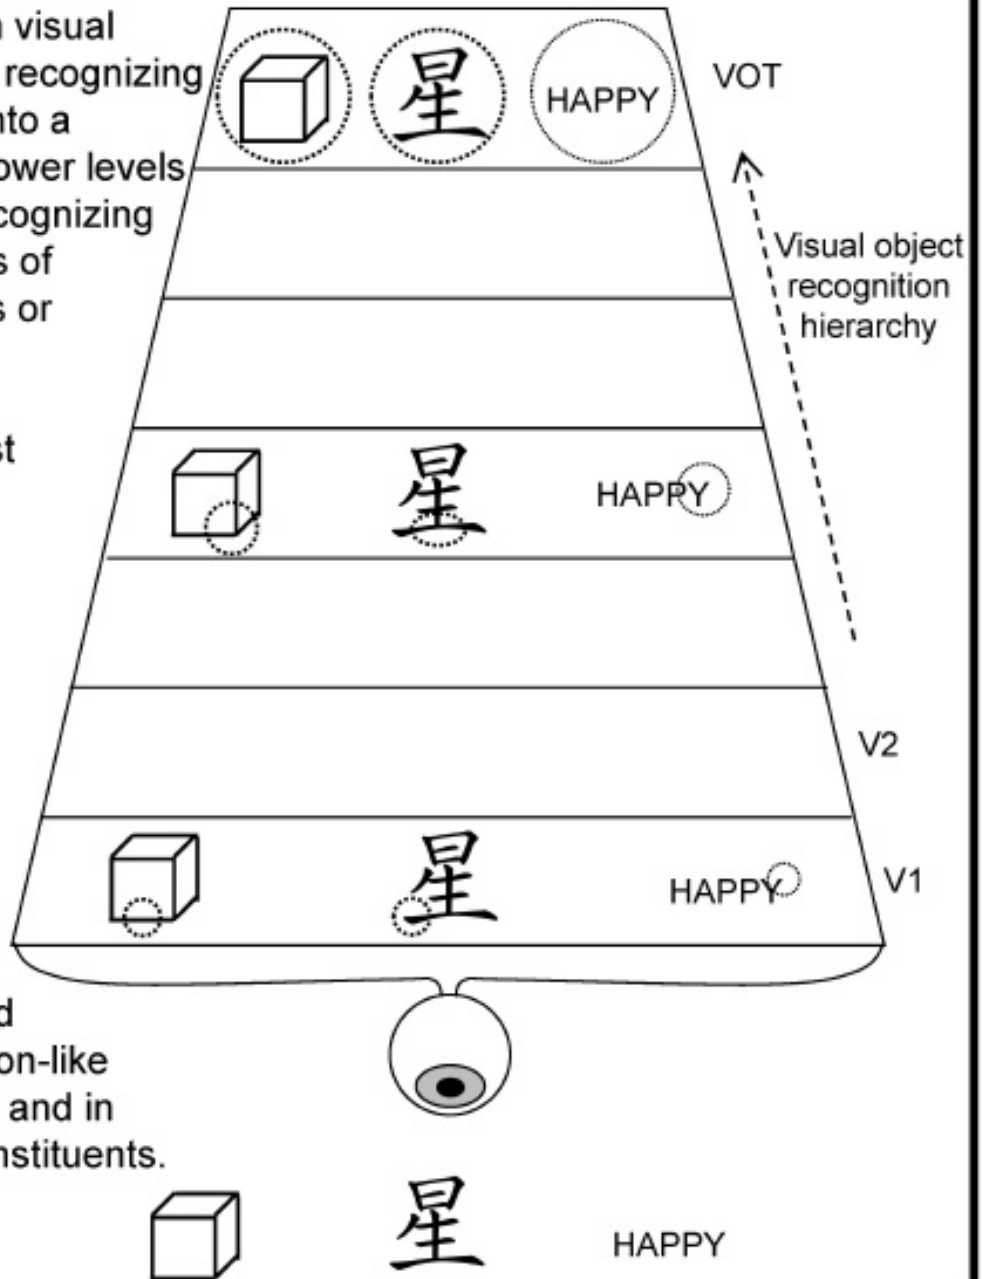 n visual
recognizing
nto a
ower levels
cognizing
s of
s or
st
d
on-like
and in
nstituents.
星 HAPPY
VOT
Visual object
recognition
hierarchy
星 HAPPY
V2
星 HAPPY
V1
星 HAPPY